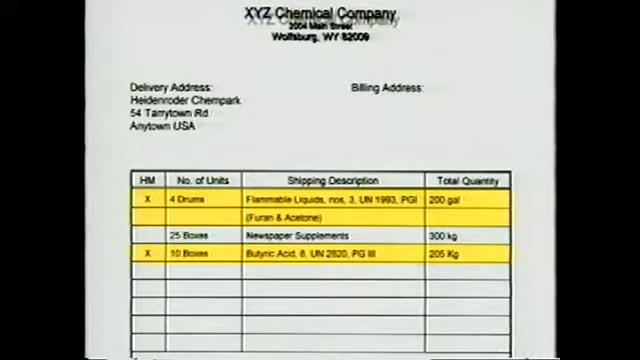 XYZ Chemical Company
2004 Main Street
Wolfsburg, WY 82009
Delivery Address:
Billing Address:
Heidenroder Chempark
54 Tarrytown Rd
Anytown USA
HM No. of Units Shipping Description Total Quantity
X 4 Drums Flammable Liquids, nos, 3, UN 1993, PGI 200 gal
(Furan & Acetone)
25 Boxes Newspaper Supplements 300 kg
X 10 Boxes Butyric Acid, 8, UN 2820, PG III 205 Kg